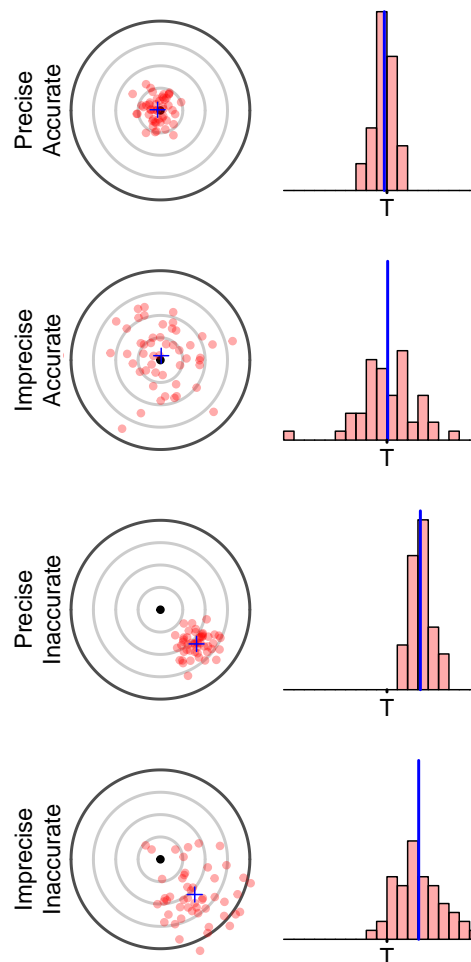 Precise
Accurate
T
Imprecise
Accurate
T
Precise
Inaccurate
T
Imprecise
Inaccurate
T